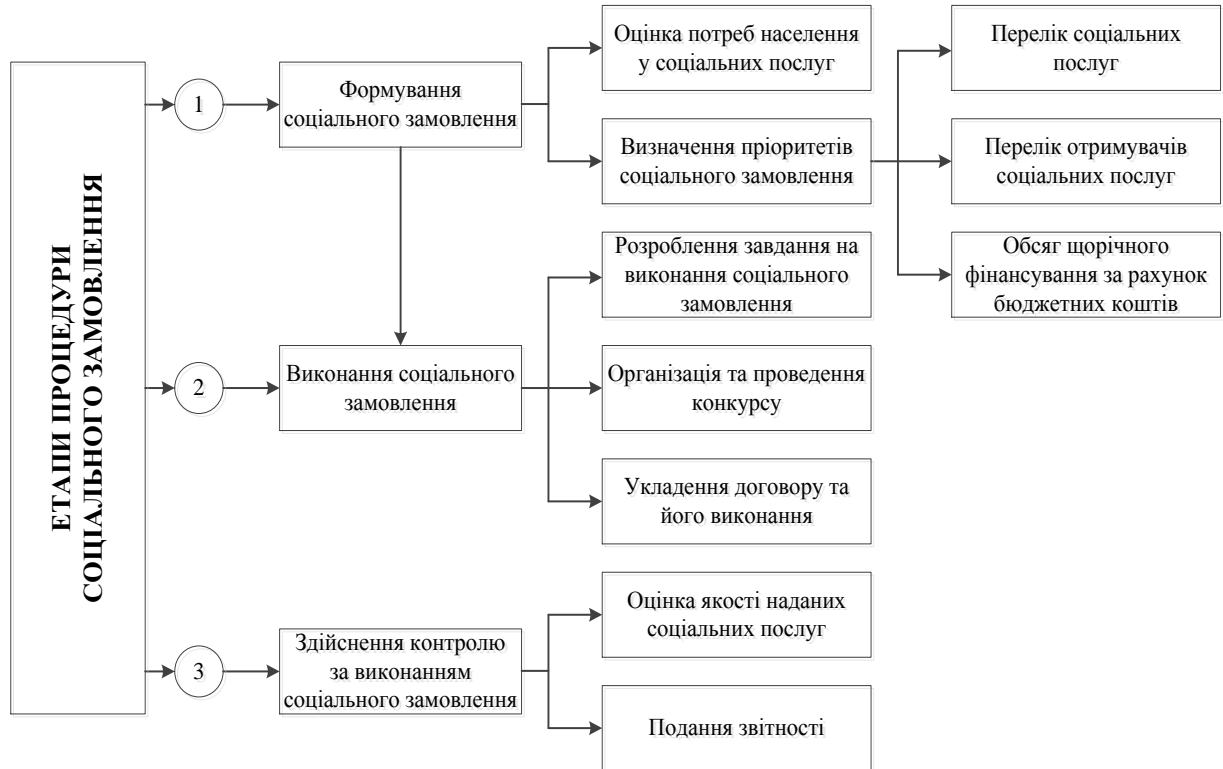 ЕТАПИ ПРОЦЕДУРИ
СОЦІАЛЬНОГО ЗАМОВЛЕННЯ
1
Формування
соціального замовлення
Оцінка потреб населення
у соціальних послуг
Визначення пріоритетів
соціального замовлення
Перелік соціальних
послуг
Перелік отримувачів
соціальних послуг
Обсяг щорічного
фінансування за рахунок
бюджетних коштів
2
Виконання соціального
замовлення
Розроблення завдання на
виконання соціального
замовлення
Організація та проведення
конкурсу
Укладення договору та
його виконання
3
Здійснення контролю
за виконанням
соціального замовлення
Оцінка якості наданих
соціальних послуг
Подання звітності